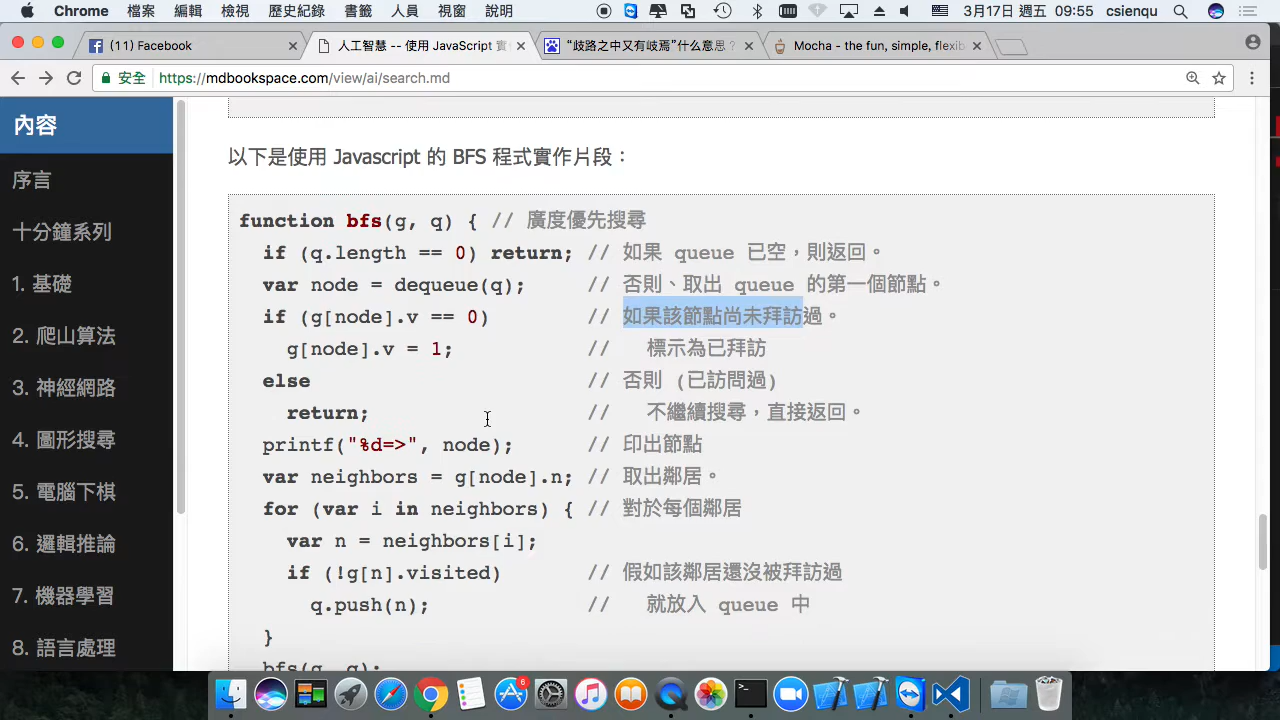 Chrome 檔案 編輯 檢視 歷史紀錄 書籤 人員 視窗 說明 3月17日 週五 09:55 csienqu
(11) Facebook 人工智慧 -- 使用 JavaScript 實 “歧路之中又有岐焉”什么意思？ Mocha - the fun, simple, flexib
安全 https://mdbookspace.com/view/ai/search.md
內容
序言
十分鐘系列
1. 基礎
2. 爬山算法
3. 神經網路
4. 圖形搜尋
5. 電腦下棋
6. 邏輯推論
7. 機器學習
8. 語言處理
以下是使用 Javascript 的 BFS 程式實作片段：
function bfs(g, q) { // 廣度優先搜尋
if (q.length == 0) return; // 如果 queue 已空，則返回。
var node = dequeue(q); // 否則、取出 queue 的第一個節點。
if (g[node].v == 0) // 如果該節點尚未拜訪過。
g[node].v = 1; // 標示為已拜訪
else // 否則 (已訪問過)
return; // 不繼續搜尋，直接返回。
printf("%d=>", node); // 印出節點
var neighbors = g[node].n; // 取出鄰居。
for (var i in neighbors) { // 對於每個鄰居
var n = neighbors[i];
if (!g[n].visited) // 假如該鄰居還沒被拜訪過
q.push(n); // 就放入 queue 中
}
bfs(g, q);
6